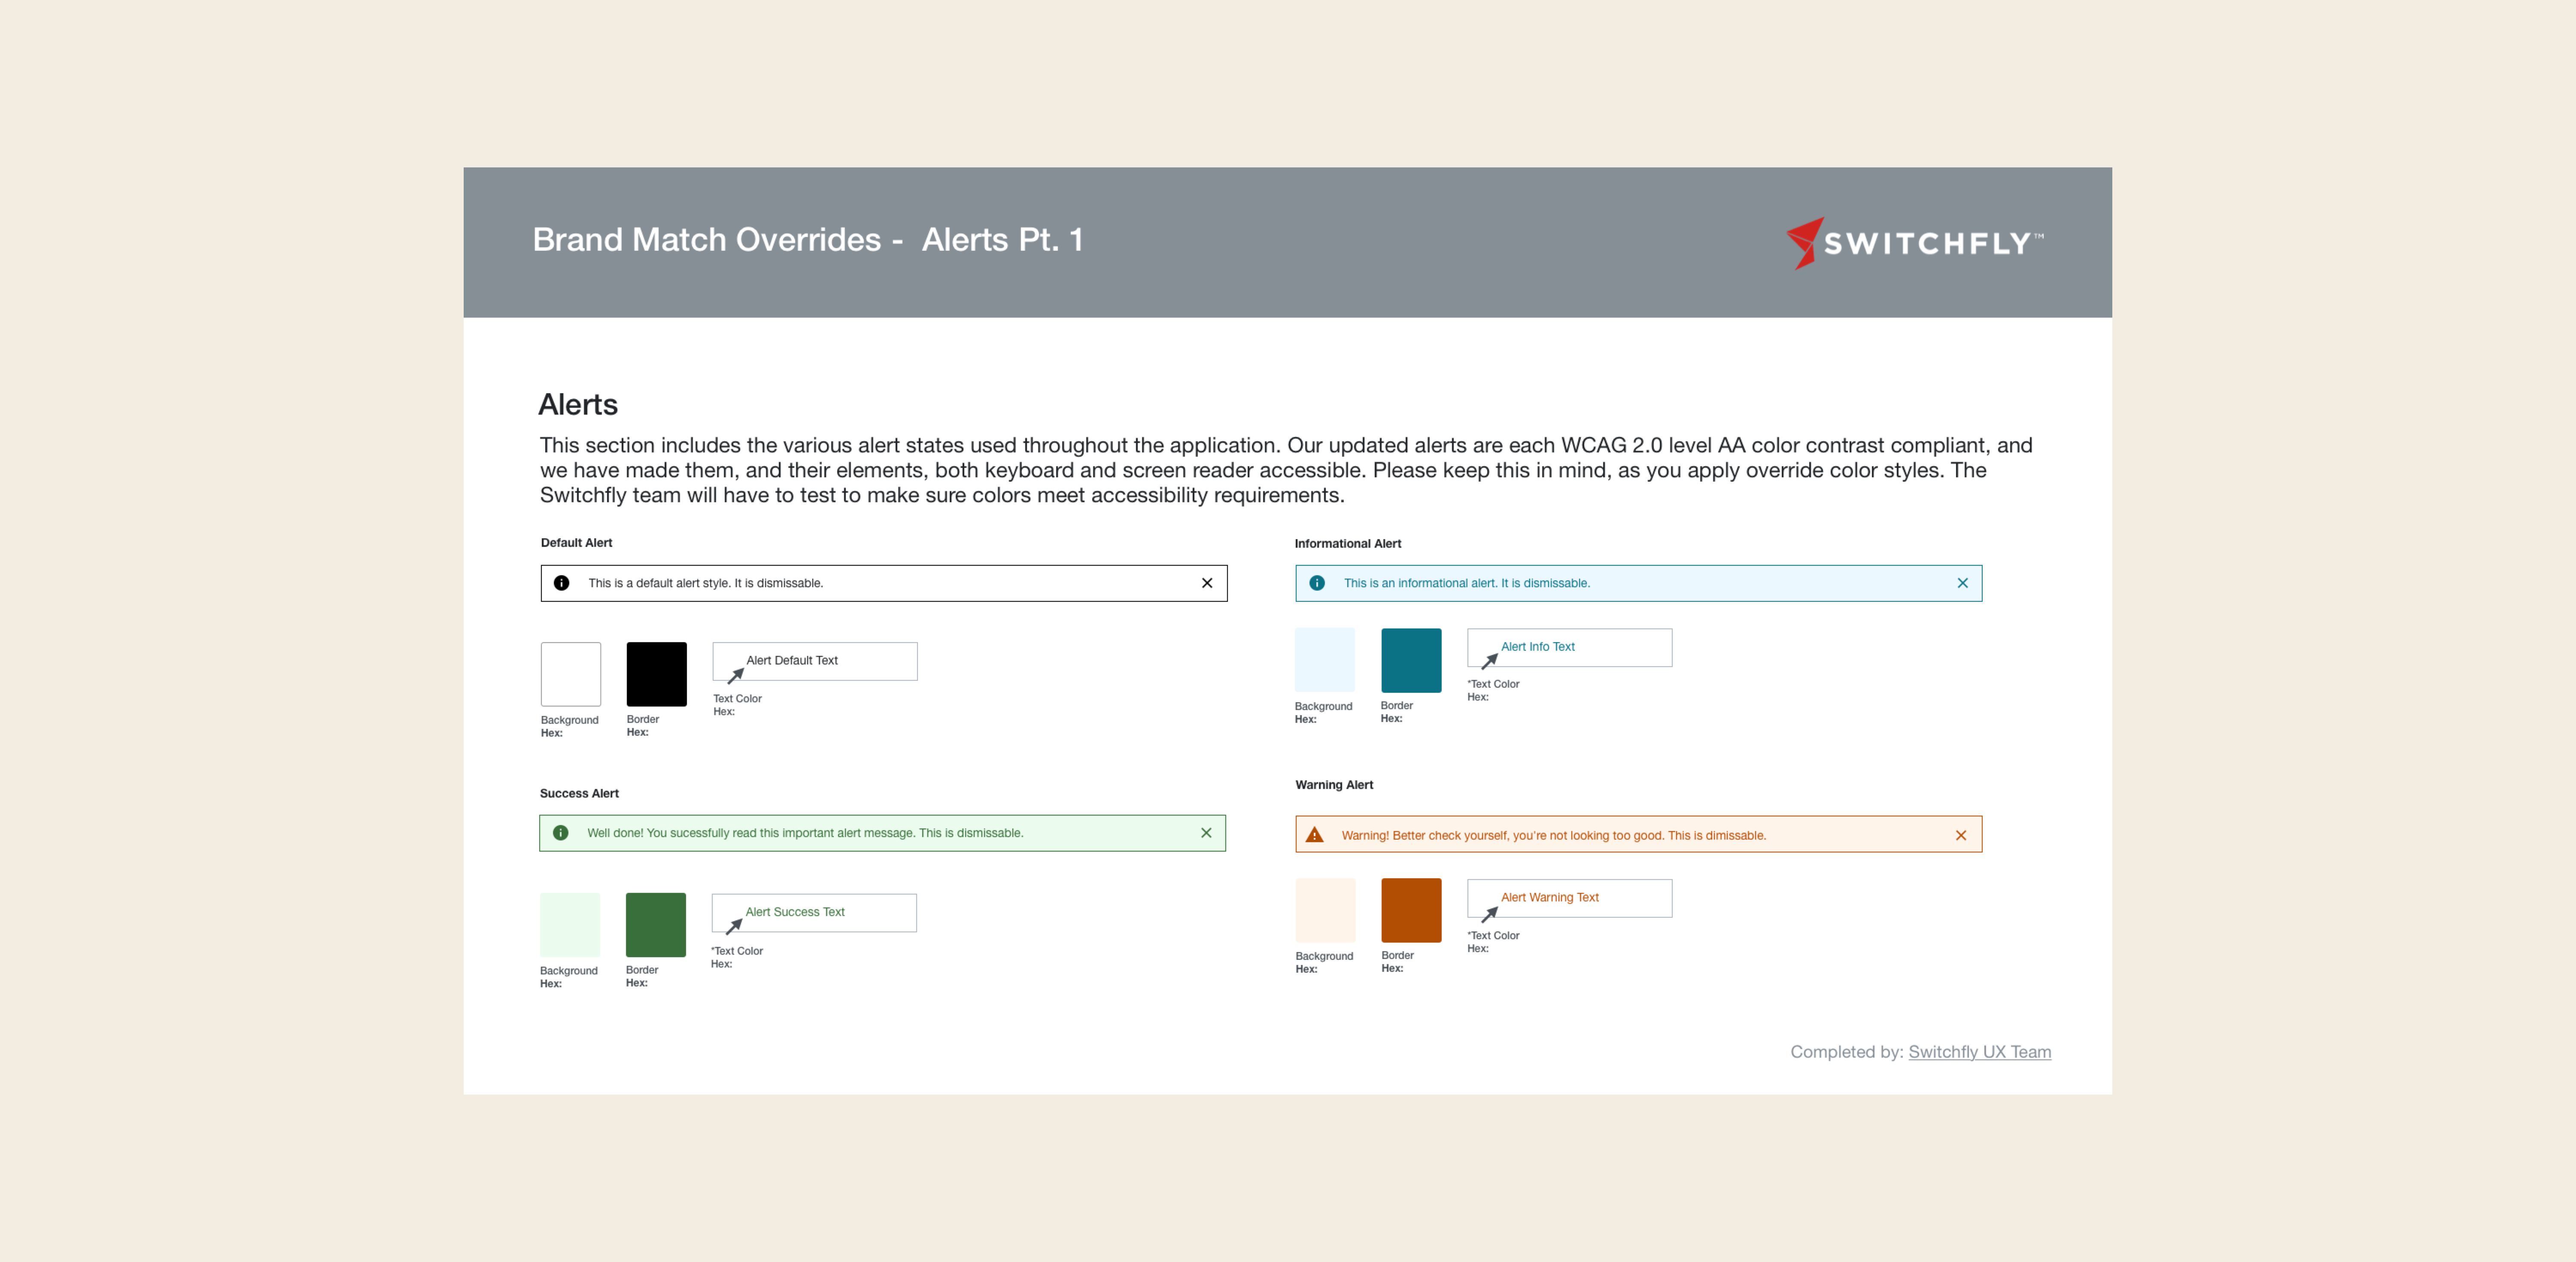 Brand Match Overrides - Alerts Pt. 1
SWITCHFLY™
Alerts
This section includes the various alert states used throughout the application. Our updated alerts are each WCAG 2.0 level AA color contrast compliant, and
we have made them, and their elements, both keyboard and screen reader accessible. Please keep this in mind, as you apply override color styles. The
Switchfly team will have to test to make sure colors meet accessibility requirements.
Default Alert
This is a default alert style. It is dismissable.
Alert Default Text
Text Color
Hex:
Background
Hex:
Border
Hex:
Informational Alert
This is an informational alert. It is dismissable.
Alert Info Text
*Text Color
Hex:
Background
Hex:
Border
Hex:
Success Alert
Well done! You sucessfully read this important alert message. This is dismissable.
Alert Success Text
*Text Color
Hex:
Background
Hex:
Border
Hex:
Warning Alert
Warning! Better check yourself, you're not looking too good. This is dimissable.
Alert Warning Text
*Text Color
Hex:
Background
Hex:
Border
Hex:
Completed by: Switchfly UX Team